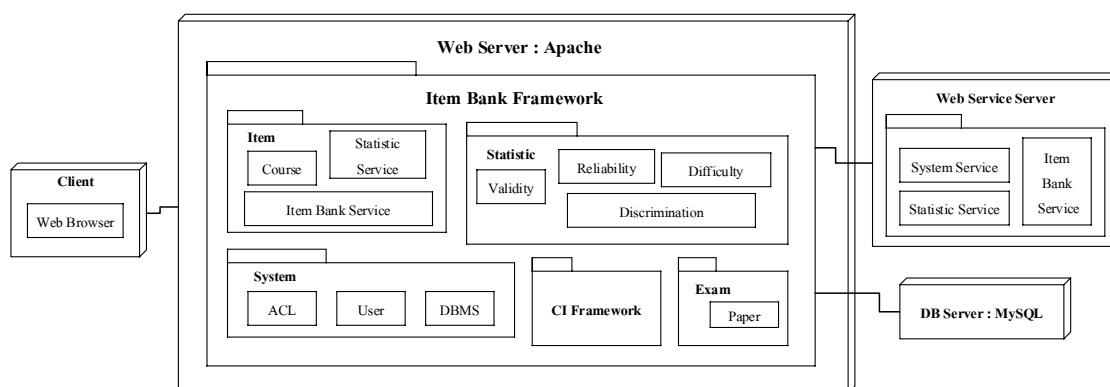 Web Server : Apache
Item Bank Framework
Item
Course
Statistic
Service
Item Bank Service
Statistic
Validity
Reliability
Difficulty
Discrimination
System
ACL
User
DBMS
CI Framework
Exam
Paper
Client
Web Browser
Web Service Server
System Service
Statistic Service
Item
Bank
Service
DB Server : MySQL